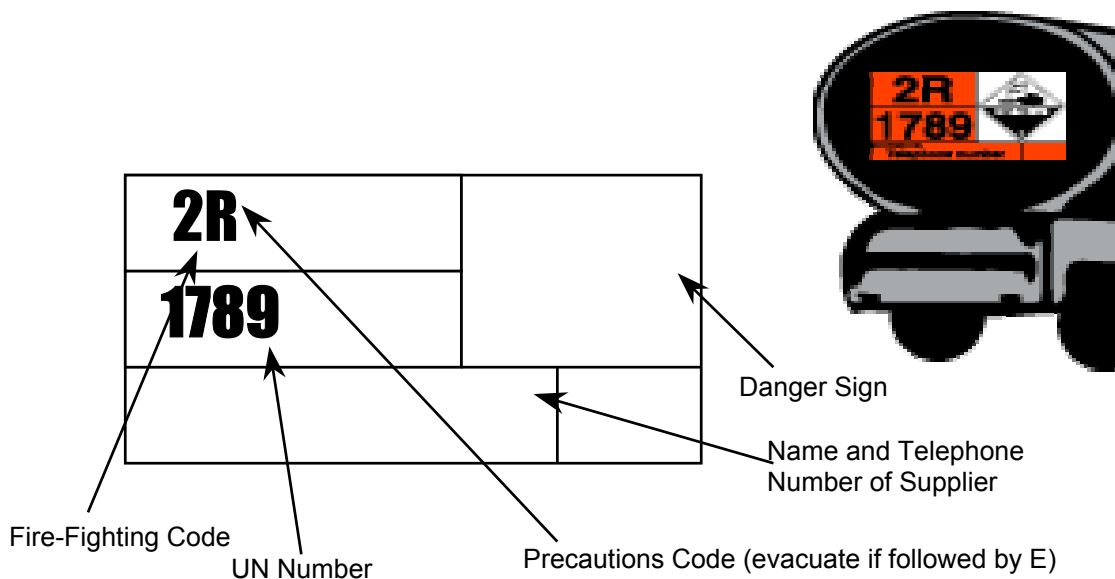 2R
1789
Telephone number
2R
1789
Danger Sign
Name and Telephone
Number of Supplier
Fire-Fighting Code
UN Number
Precautions Code (evacuate if followed by E)